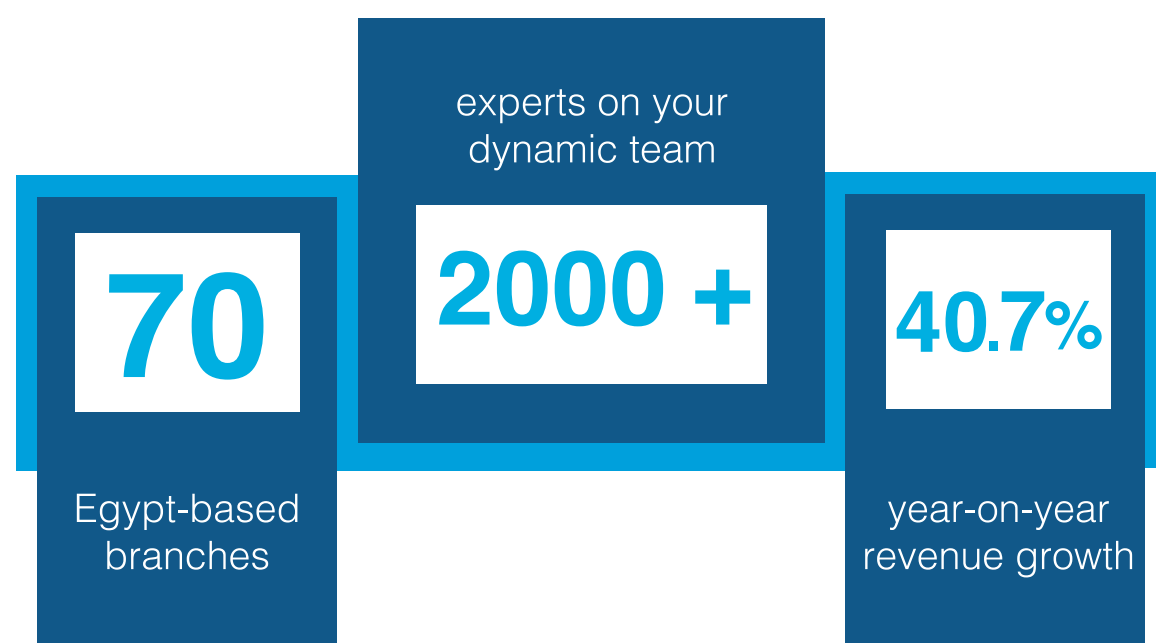 70
Egypt-based
branches
experts on your
dynamic team
2000 +
40.7%
year-on-year
revenue growth